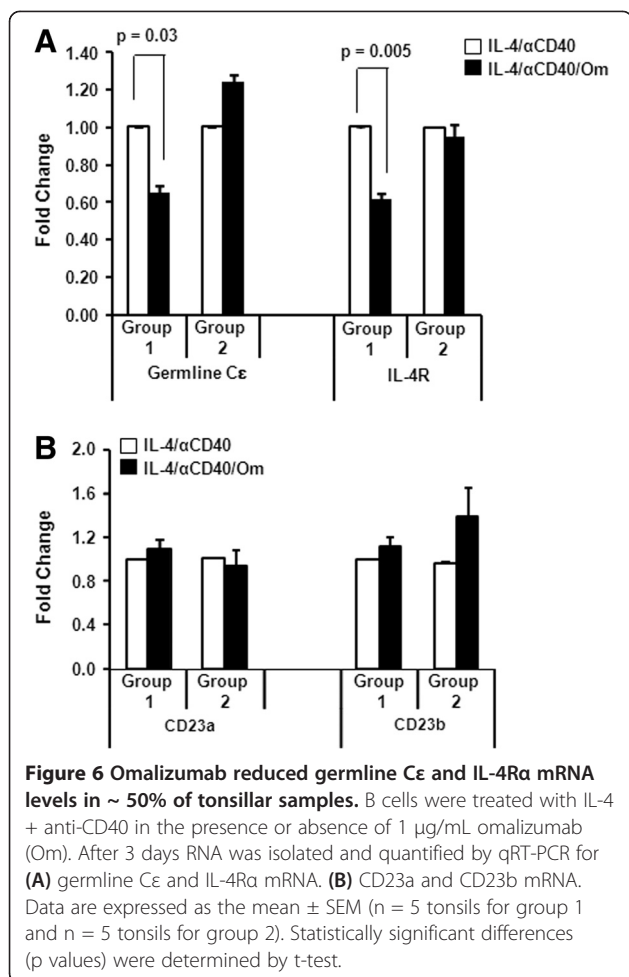 A
p = 0.03
p = 0.005
IL-4/αCD40
IL-4/αCD40/Om
1.40
1.20
1.00
0.80
0.60
0.40
0.20
0.00
Fold Change
Group 1
Group 2
Group 1
Group 2
Germline Cε
IL-4R
B
IL-4/αCD40
IL-4/αCD40/Om
2.0
1.6
1.2
0.8
0.4
0.0
Fold Change
Group 1
Group 2
Group 1
Group 2
CD23a
CD23b
Figure 6 Omalizumab reduced germline Cε and IL-4Rα mRNA
levels in ~ 50% of tonsillar samples. B cells were treated with IL-4
+ anti-CD40 in the presence or absence of 1 μg/mL omalizumab
(Om). After 3 days RNA was isolated and quantified by qRT-PCR for
(A) germline Cε and IL-4Rα mRNA. (B) CD23a and CD23b mRNA.
Data are expressed as the mean ± SEM (n = 5 tonsils for group 1
and n = 5 tonsils for group 2). Statistically significant differences
(p values) were determined by t-test.